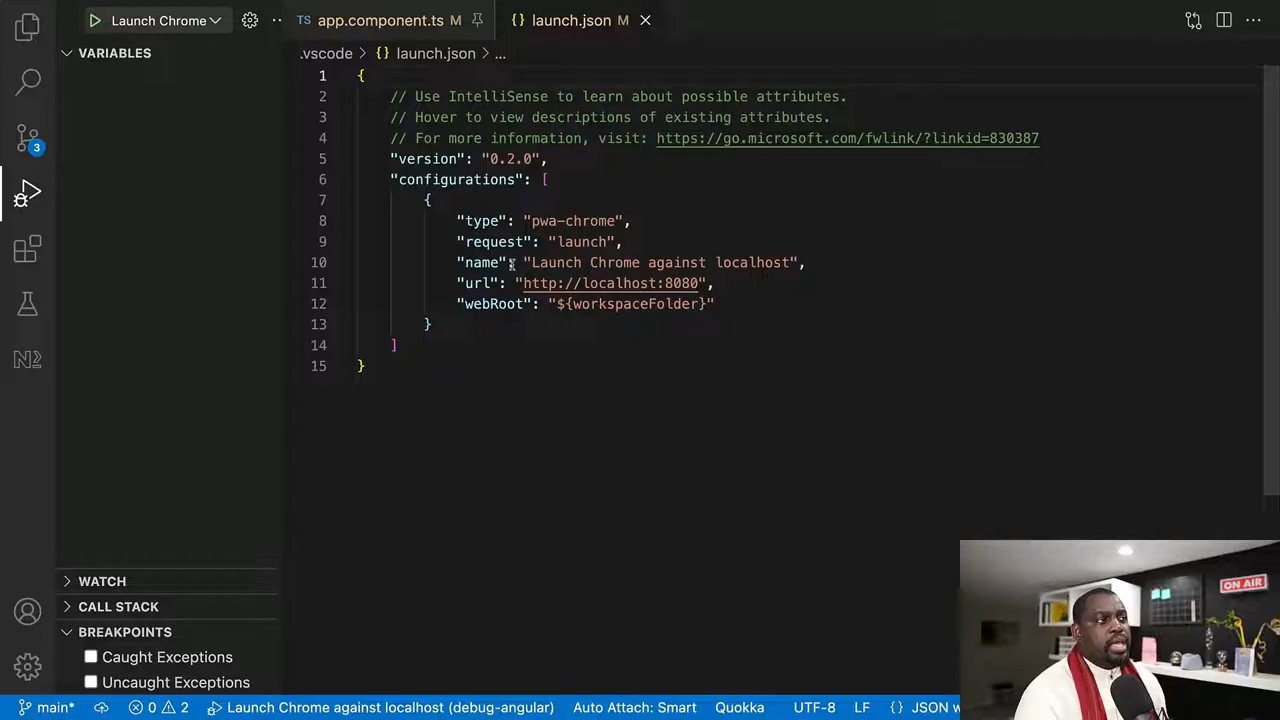 Launch Chrome
TS app.component.ts M
{} launch.json M
VARIABLES
.vscode > {} launch.json > ...
1 {
2 // Use IntelliSense to learn about possible attributes.
3 // Hover to view descriptions of existing attributes.
4 // For more information, visit: https://go.microsoft.com/fwlink/?linkid=830387
5 "version": "0.2.0",
6 "configurations": [
7 {
8 "type": "pwa-chrome",
9 "request": "launch",
10 "name": "Launch Chrome against localhost",
11 "url": "http://localhost:8080",
12 "webRoot": "${workspaceFolder}"
13 }
14 ]
15 }
3
WATCH
CALL STACK
BREAKPOINTS
Caught Exceptions
Uncaught Exceptions
ON AIR
main* 0 2 Launch Chrome against localhost (debug-angular) Auto Attach: Smart Quokka UTF-8 LF {} JSON w